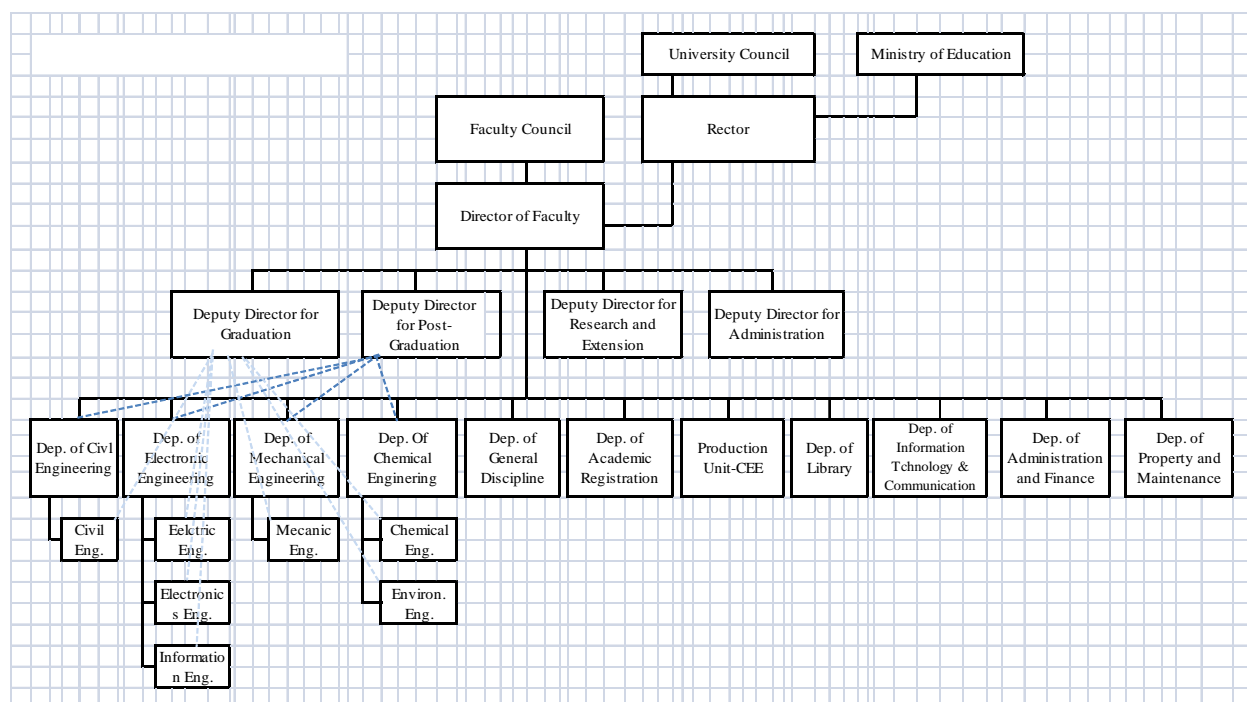 University Council
Ministry of Education
Faculty Council
Rector
Director of Faculty
Deputy Director for
Graduation
Deputy Director
for Post-
Graduation
Deputy Director for
Research and
Extension
Deputy Director for
Administration
Dep. of Civl
Engineering
Dep. of
Electronic
Engineering
Dep. of
Mechanical
Engineering
Dep. Of
Chemical
Enginering
Dep. of
General
Discipline
Dep. of
Academic
Registration
Production
Unit-CEE
Dep. of
Library
Dep. of
Information
Tchnology &
Communication
Dep. of
Administration
and Finance
Dep. of
Property and
Maintenance
Civil
Eng.
Eelctric
Eng.
Mecanic
Eng.
Chemical
Eng.
Electronic
s Eng.
Environ.
Eng.
Informatio
n Eng.